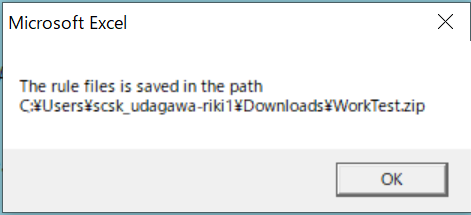 Microsoft Excel
The rule files is saved in the path
C:¥Users¥scsk_udagawa-riki1¥Downloads¥WorkTest.zip
OK